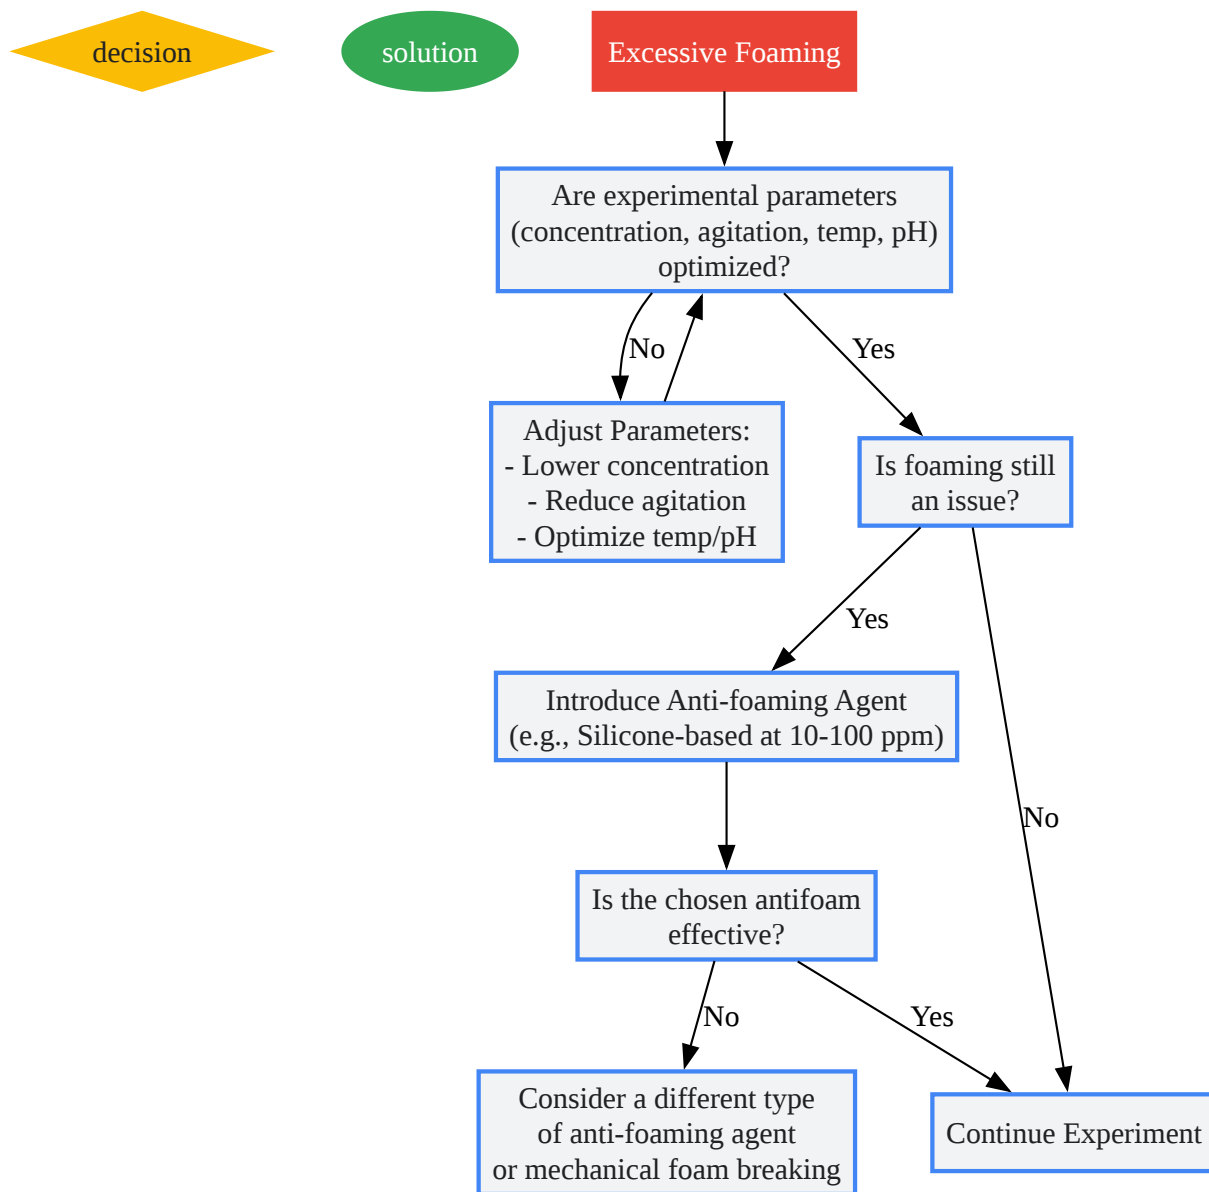 decision
solution
Excessive Foaming
Are experimental parameters
(concentration, agitation, temp, pH)
optimized?
No
Yes
Adjust Parameters:
- Lower concentration
- Reduce agitation
- Optimize temp/pH
Is foaming still
an issue?
Yes
Introduce Anti-foaming Agent
(e.g., Silicone-based at 10-100 ppm)
No
Is the chosen antifoam
effective?
No
Yes
Consider a different type
of anti-foaming agent
or mechanical foam breaking
Continue Experiment